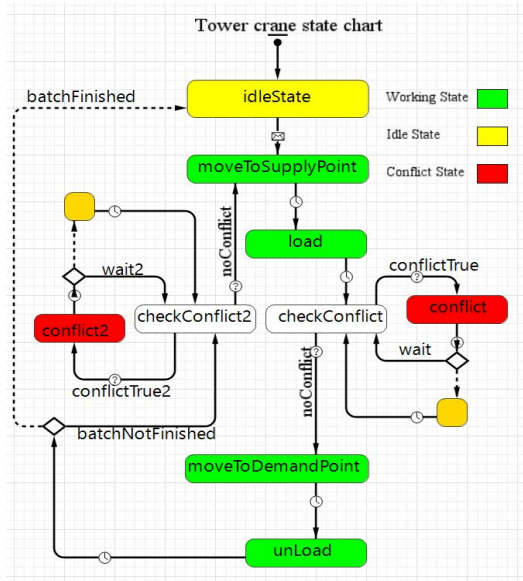 Tower crane state chart
batchFinished
idleState
Working State
Idle State
Conflict State
moveToSupplyPoint
noConflict
load
conflictTrue
wait2
conflict
conflict2
checkConflict2
checkConflict
wait
conflictTrue2
noConflict
batchNotFinished
moveToDemandPoint
unLoad